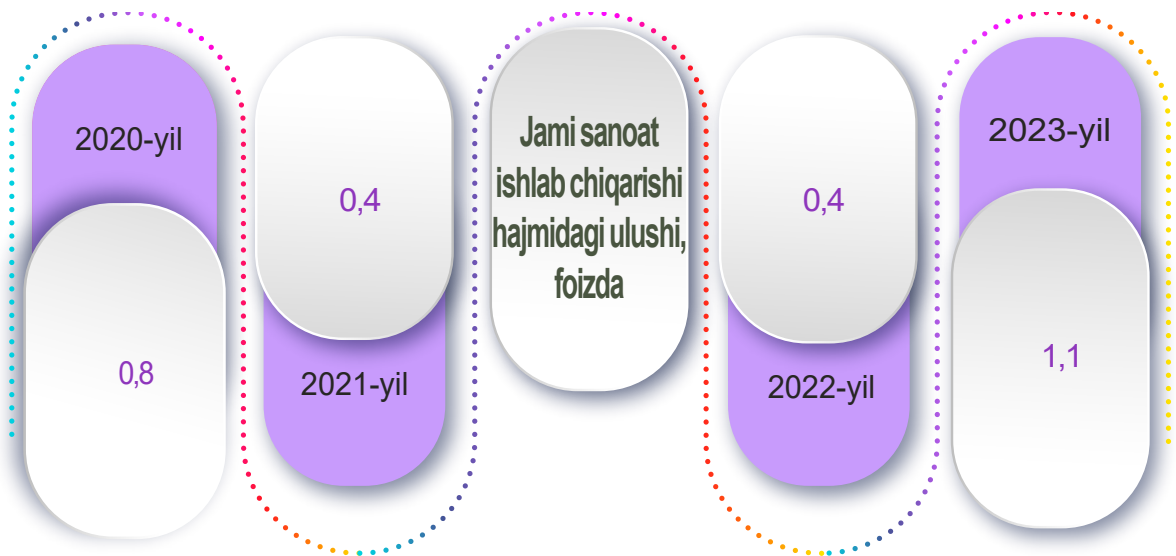 2020-yil
0,8
0,4
2021-yil
Jami sanoat
ishlab chiqarishi
hajmidagi ulushi,
foizda
0,4
2022-yil
2023-yil
1,1